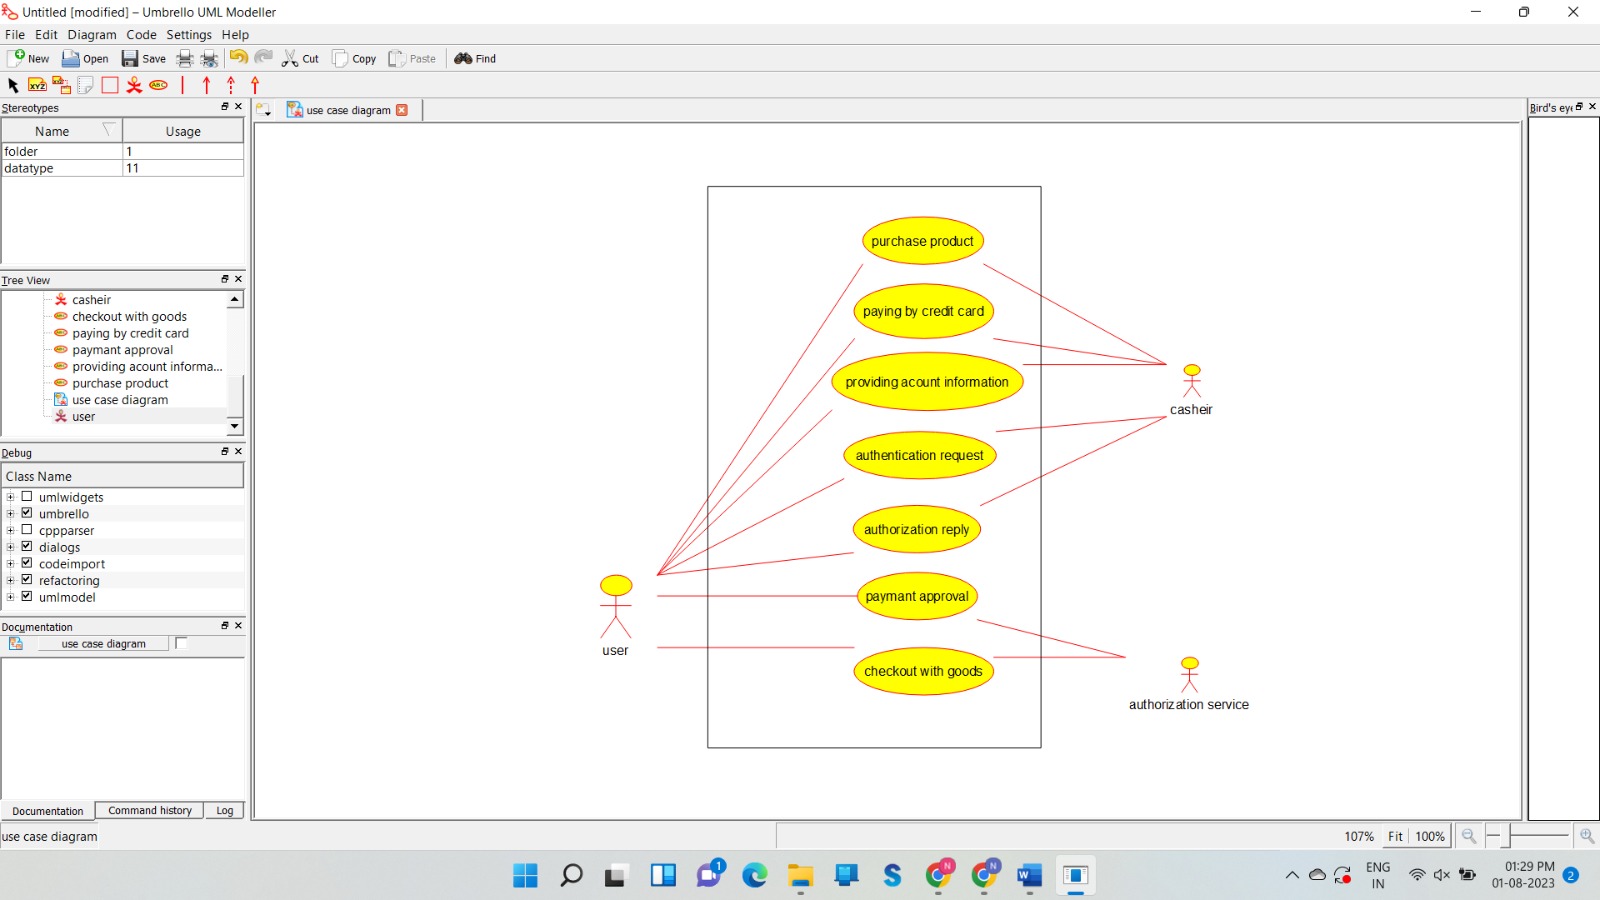 Untitled [modified] – Umbrello UML Modeller
File Edit Diagram Code Settings Help
New Open Save Cut Copy Paste Find
XYZ ABC
Stereotypes
Name Usage
folder 1
datatype 11
Tree View
casheir
checkout with goods
paying by credit card
paymant approval
providing acount informa...
purchase product
use case diagram
user
Debug
Class Name
umlwidgets
umbrello
cppparser
dialogs
codeimport
refactoring
umlmodel
Documentation
use case diagram
Documentation Command history Log
use case diagram
use case diagram
Bird's eye
purchase product
paying by credit card
providing acount information
casheir
authentication request
authorization reply
paymant approval
user
checkout with goods
authorization service
107% Fit 100%
1
S
N
N
W
ENG
IN
01:29 PM
01-08-2023
2